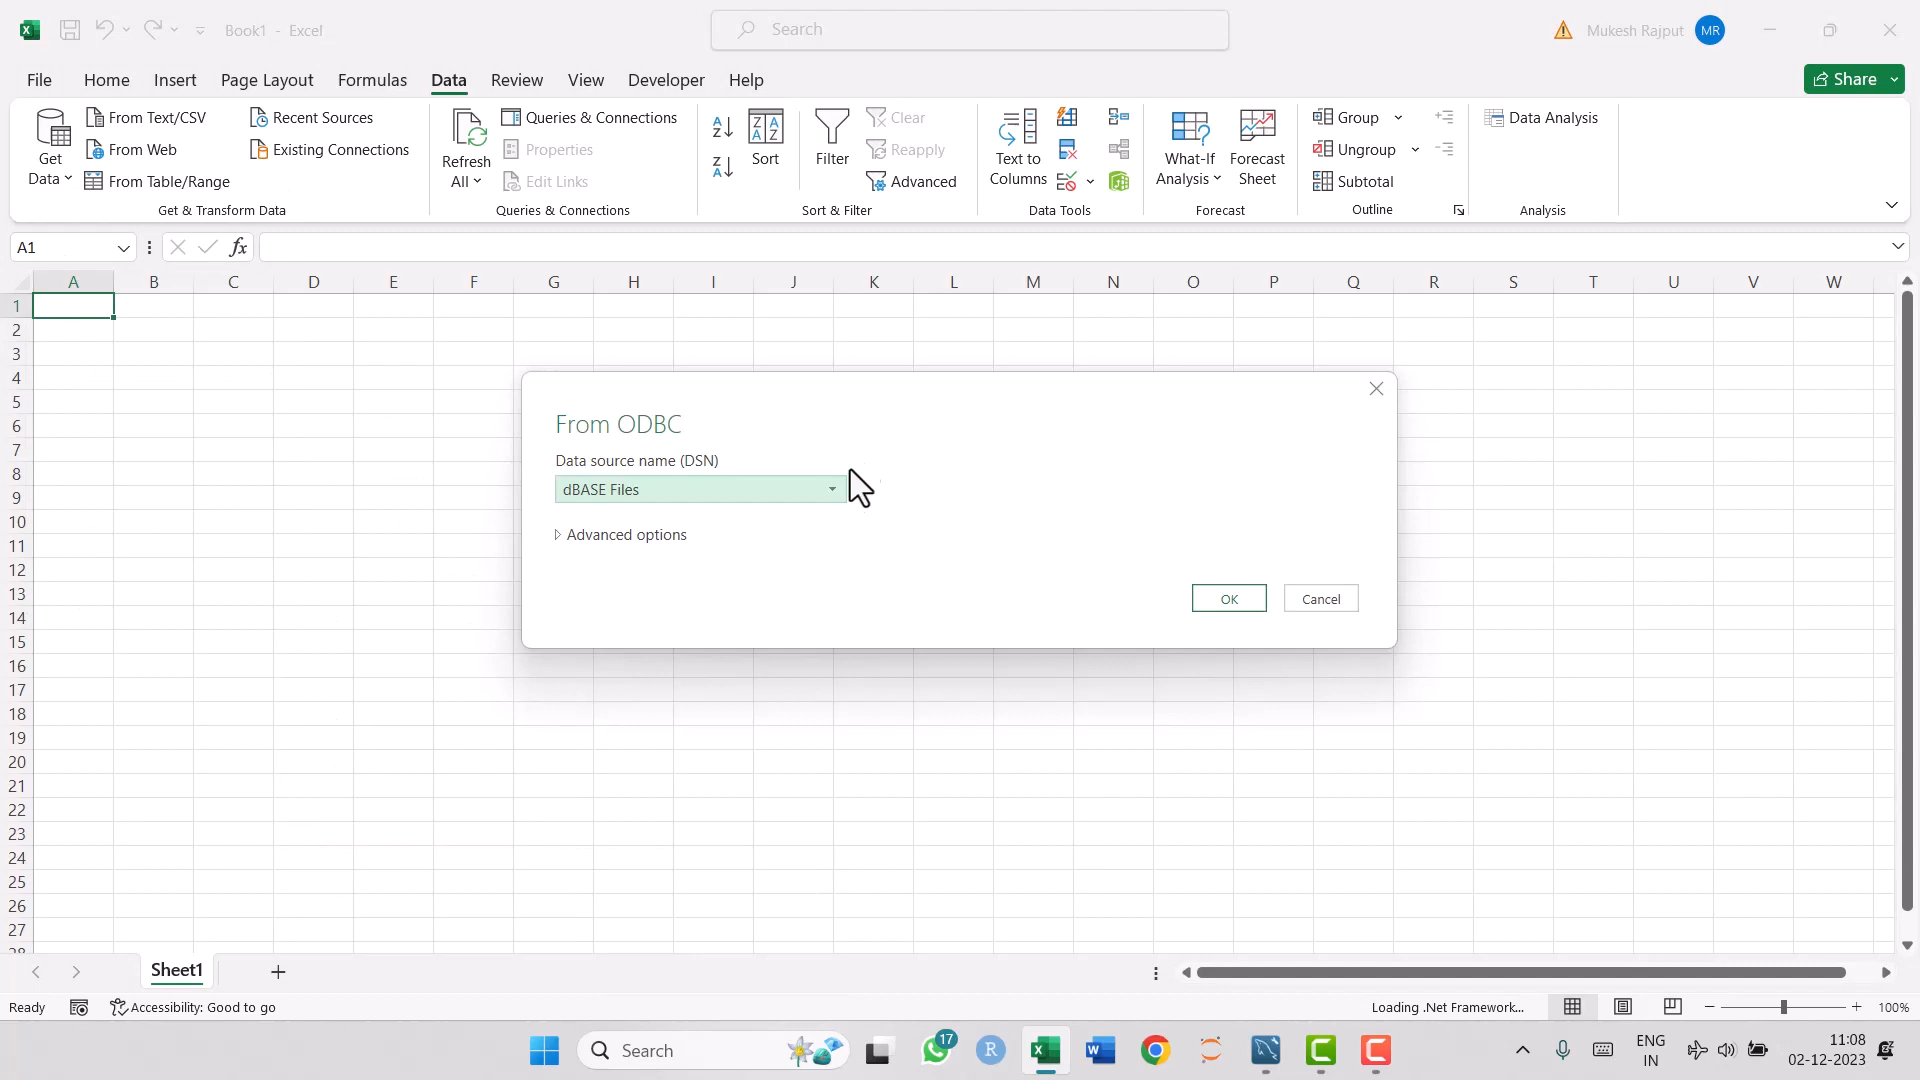 Book1 - Excel
Search
Mukesh Rajput MR
File Home Insert Page Layout Formulas Data Review View Developer Help
Share
Get Data
From Text/CSV
From Web
From Table/Range
Recent Sources
Existing Connections
Get & Transform Data
Refresh All
Queries & Connections
Properties
Edit Links
Queries & Connections
Sort
Filter
Clear
Reapply
Advanced
Sort & Filter
Text to Columns
Data Tools
What-If Analysis
Forecast Sheet
Forecast
Group
Ungroup
Subtotal
Outline
Data Analysis
Analysis
A1
fx
A B C D E F G H I J K L M N O P Q R S T U V W
1
2
3
4
5
6
7
8
9
10
11
12
13
14
15
16
17
18
19
20
21
22
23
24
25
26
27
28
From ODBC
Data source name (DSN)
dBASE Files
Advanced options
OK Cancel
Sheet1
Ready
Accessibility: Good to go
Loading .Net Framework...
100%
Search
17
ENG
IN
11:08
02-12-2023